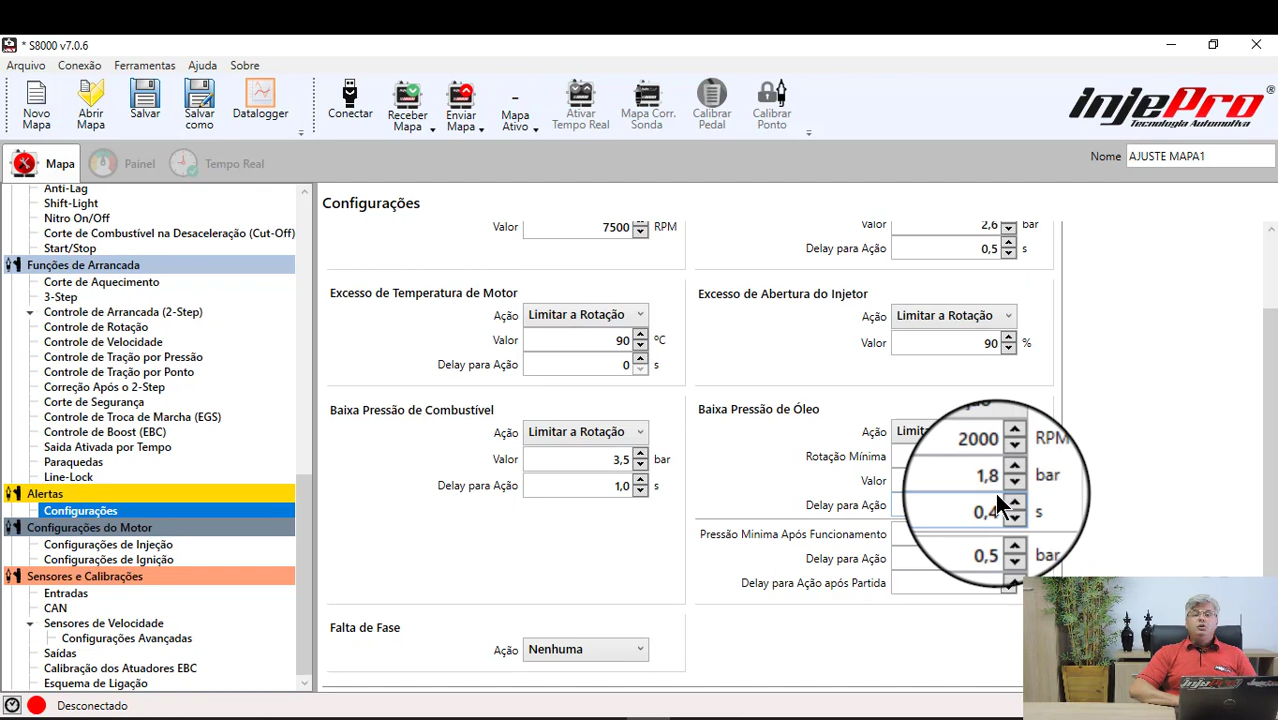 * S8000 v7.0.6
Arquivo Conexão Ferramentas Ajuda Sobre
Novo Mapa
Abrir Mapa
Salvar
Salvar como
Datalogger
Conectar
Receber Mapa
Enviar Mapa
Mapa Ativo
Ativar Tempo Real
Mapa Corr. Sonda
Calibrar Pedal
Calibrar Ponto
injePro ®
Tecnologia Automotiva
Mapa Painel Tempo Real
Nome AJUSTE MAPA1
Anti-Lag
Shift-Light
Nitro On/Off
Corte de Combustível na Desaceleração (Cut-Off)
Start/Stop
Funções de Arrancada
Corte de Aquecimento
3-Step
Controle de Arrancada (2-Step)
Controle de Rotação
Controle de Velocidade
Controle de Tração por Pressão
Controle de Tração por Ponto
Correção Após o 2-Step
Corte de Segurança
Controle de Troca de Marcha (EGS)
Controle de Boost (EBC)
Saida Ativada por Tempo
Paraquedas
Line-Lock
Alertas
Configurações
Configurações do Motor
Configurações de Injeção
Configurações de Ignição
Sensores e Calibrações
Entradas
CAN
Sensores de Velocidade
Configurações Avançadas
Saídas
Calibração dos Atuadores EBC
Esquema de Ligação
Configurações
Valor 7500 RPM
2,6 bar
Delay para Ação 0,5 s
Excesso de Temperatura de Motor
Ação Limitar a Rotação
Valor 90 ºC
Delay para Ação 0 s
Excesso de Abertura do Injetor
Ação Limitar a Rotação
Valor 90 %
Baixa Pressão de Combustível
Ação Limitar a Rotação
Valor 3,5 bar
Delay para Ação 1,0 s
Baixa Pressão de Óleo
Ação
Rotação Mínima 2000 RPM
Valor 1,8 bar
Delay para Ação 0,4 s
Pressão Minima Após Funcionamento 0,5 bar
Delay para Ação
Delay para Ação após Partida
Falta de Fase
Ação Nenhuma
Desconectado